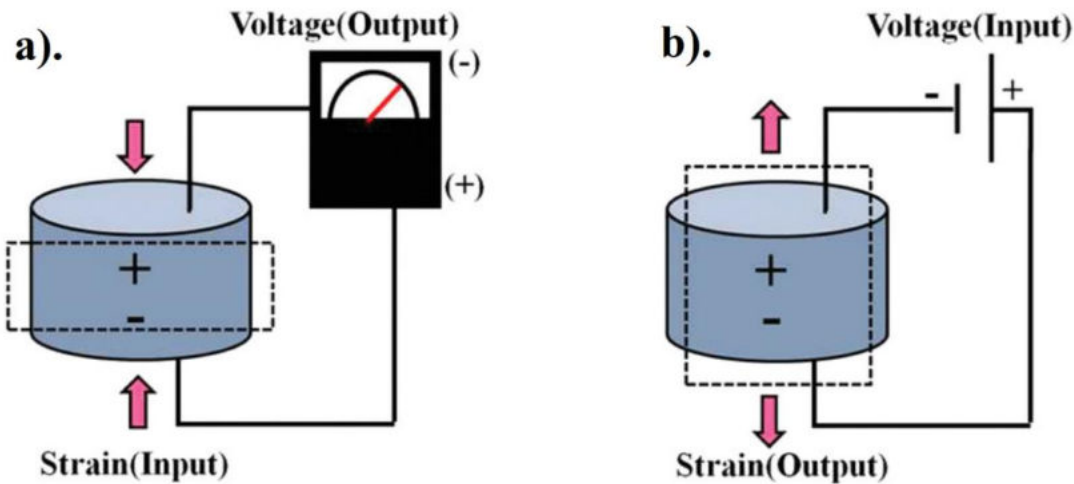 a).
Voltage(Output)
(-)
(+)
+
-
Strain(Input)
b).
Voltage(Input)
-
+
+
-
Strain(Output)